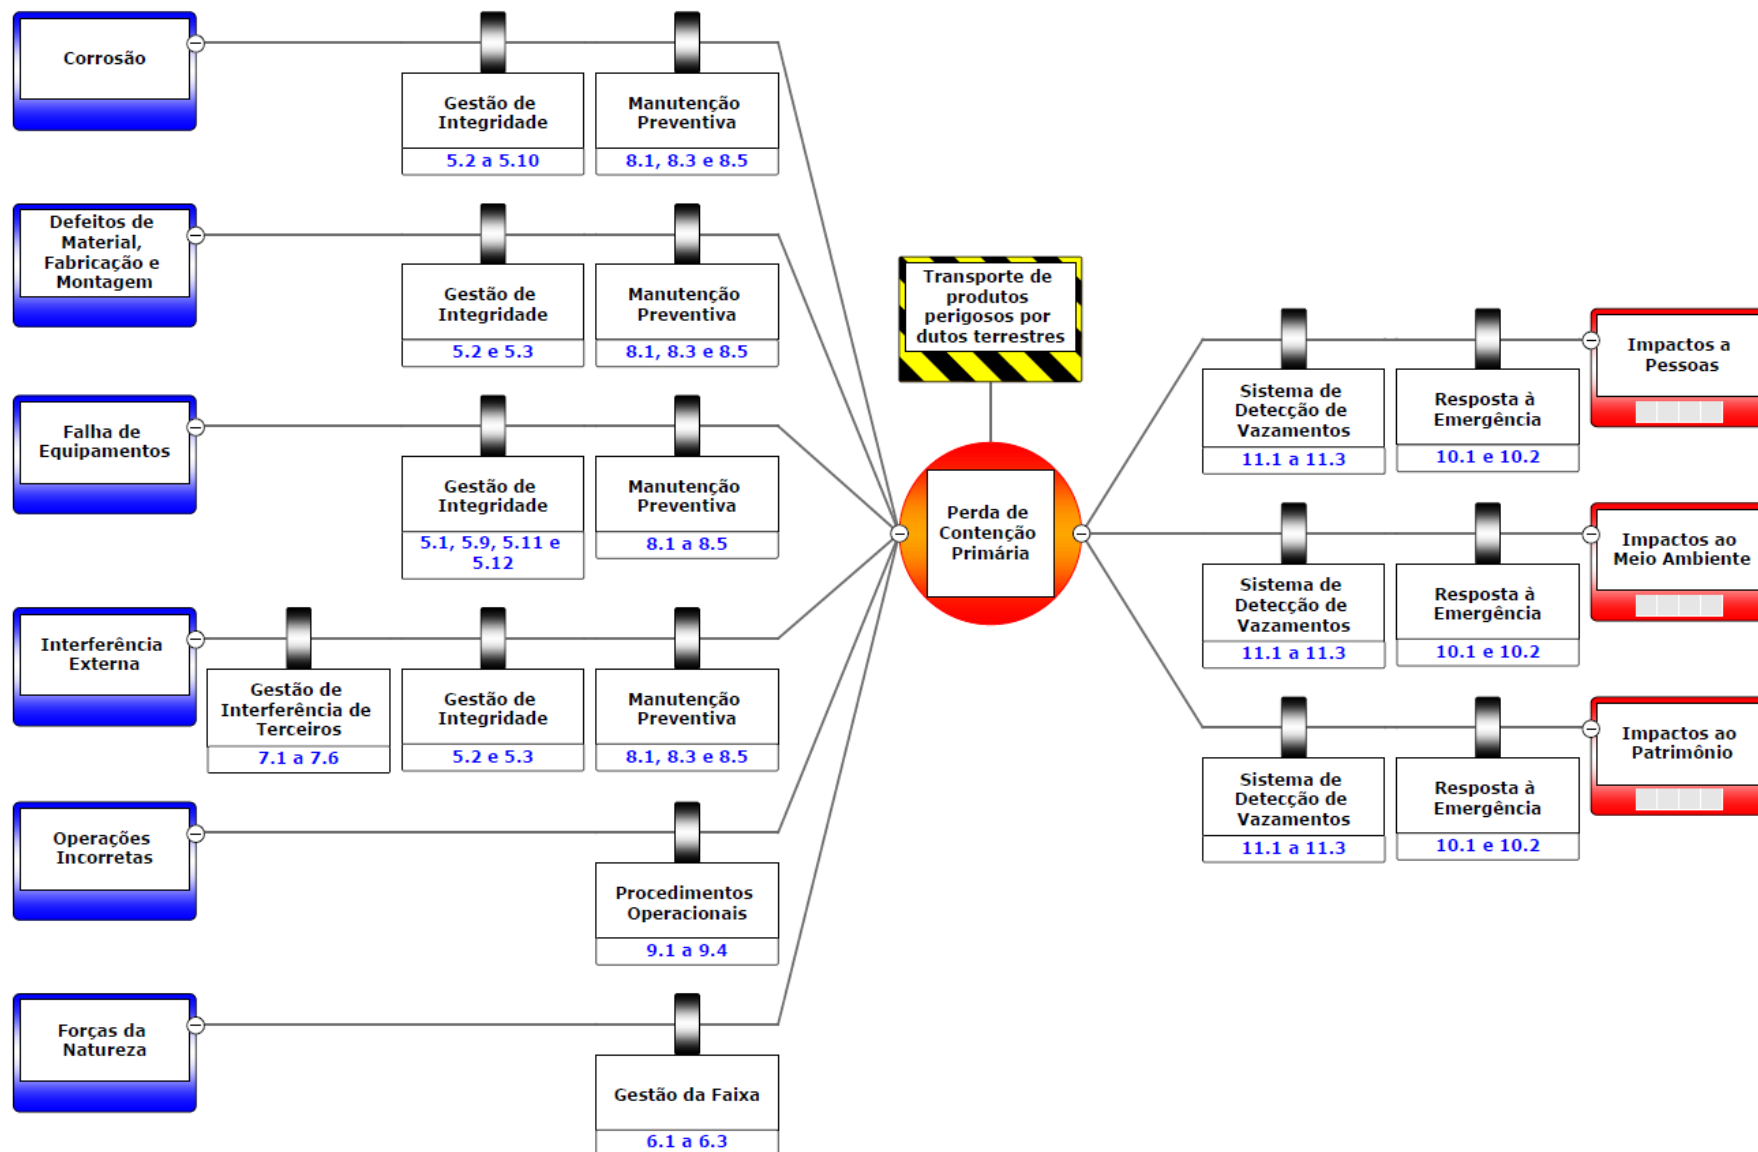 Corrosão
Gestão de
Integridade
5.2 a 5.10
Manutenção
Preventiva
8.1, 8.3 e 8.5
Defeitos de
Material,
Fabricação e
Montagem
Gestão de
Integridade
5.2 e 5.3
Manutenção
Preventiva
8.1, 8.3 e 8.5
Falha de
Equipamentos
Gestão de
Integridade
5.1, 5.9, 5.11 e
5.12
Manutenção
Preventiva
8.1 a 8.5
Interferência
Externa
Gestão de
Interferência de
Terceiros
7.1 a 7.6
Gestão de
Integridade
5.2 e 5.3
Manutenção
Preventiva
8.1, 8.3 e 8.5
Operações
Incorretas
Procedimentos
Operacionais
9.1 a 9.4
Forças da
Natureza
Gestão da Faixa
6.1 a 6.3
Transporte de
produtos
perigosos por
dutos terrestres
Perda de
Contenção
Primária
Sistema de
Detecção de
Vazamentos
11.1 a 11.3
Resposta à
Emergência
10.1 e 10.2
Impactos a
Pessoas
Sistema de
Detecção de
Vazamentos
11.1 a 11.3
Resposta à
Emergência
10.1 e 10.2
Impactos ao
Meio Ambiente
Sistema de
Detecção de
Vazamentos
11.1 a 11.3
Resposta à
Emergência
10.1 e 10.2
Impactos ao
Patrimônio